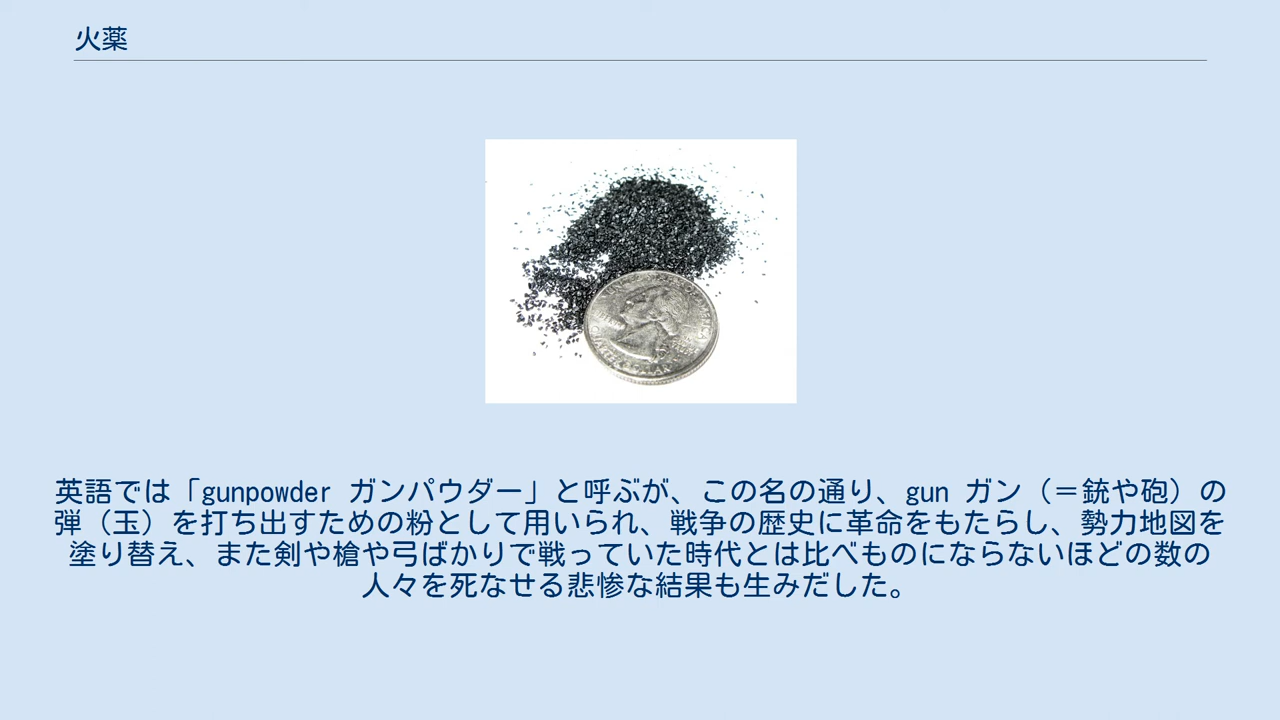 火薬
英語では「gunpowder ガンパウダー」と呼ぶが、この名の通り、gun ガン（＝銃や砲）の
弾（玉）を打ち出すための粉として用いられ、戦争の歴史に革命をもたらし、勢力地図を
塗り替え、また剣や槍や弓ばかりで戦っていた時代とは比べものにならないほどの数の
人々を死なせる悲惨な結果も生みだした。